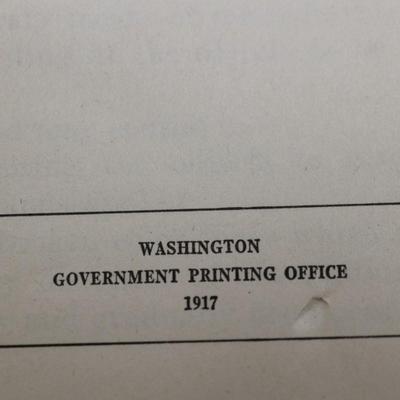 WASHINGTON
GOVERNMENT PRINTING OFFICE
1917